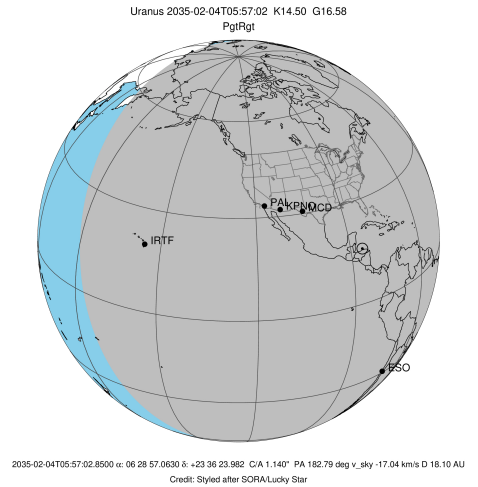 Uranus 2035-02-04T05:57:02 K14.50 G16.58
PgtRgt
PAL
KPNO
MCD
IRTF
ESO
2035-02-04T05:57:02.8500 α: 06 28 57.0630 δ: +23 36 23.982 C/A 1.140" PA 182.79 deg v_sky -17.04 km/s D 18.10 AU
Credit: Styled after SORA/Lucky Star